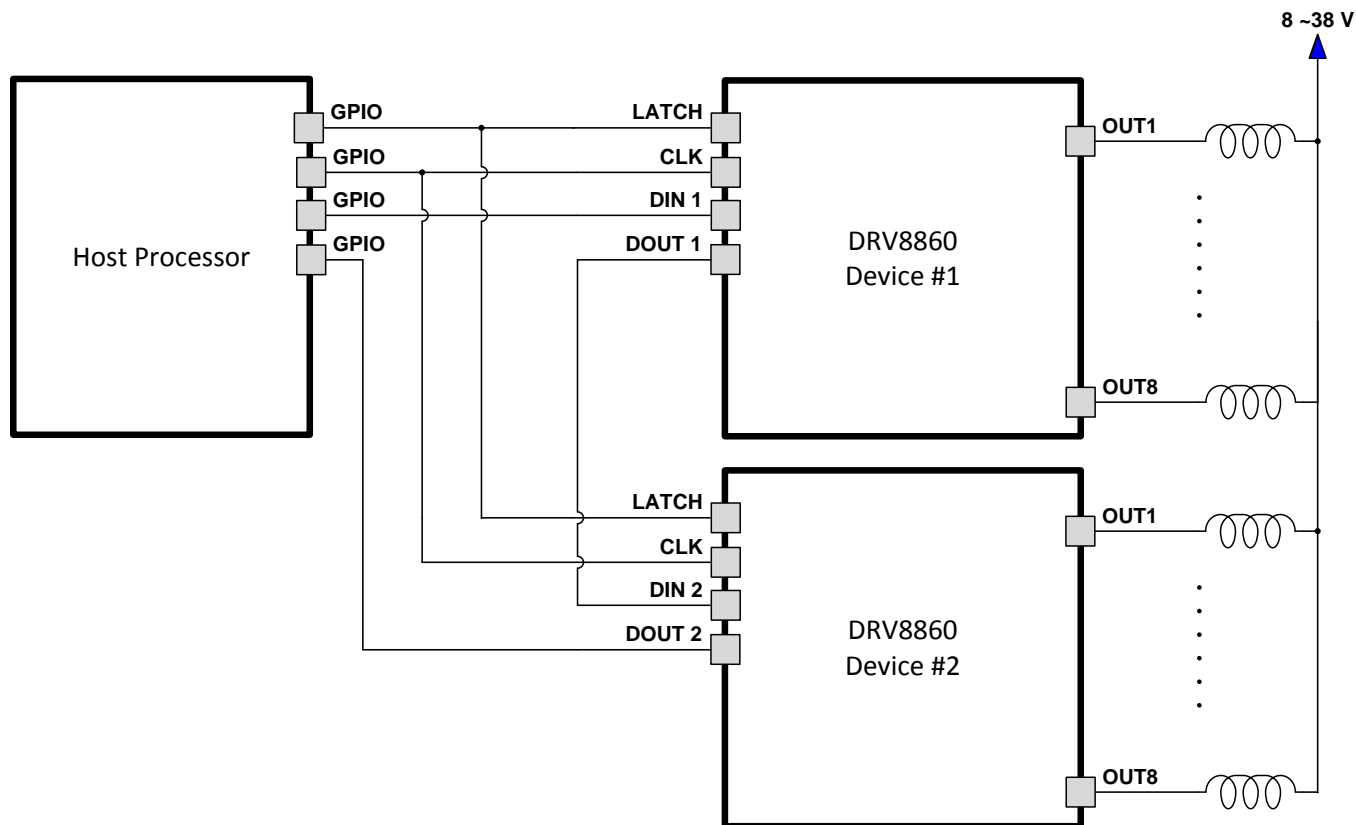 8 ~38 V
GPIO
GPIO
GPIO
GPIO
Host Processor
LATCH
CLK
DIN 1
DOUT 1
DRV8860
Device #1
OUT1
OUT8
LATCH
CLK
DIN 2
DOUT 2
DRV8860
Device #2
OUT1
OUT8